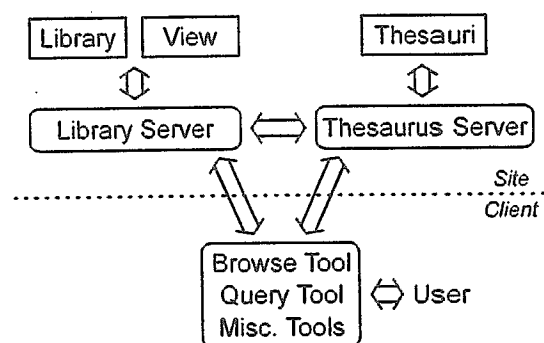 Library
View
Thesauri
Library Server
Thesaurus Server
Site
Client
Browse Tool
Query Tool
Misc. Tools
User